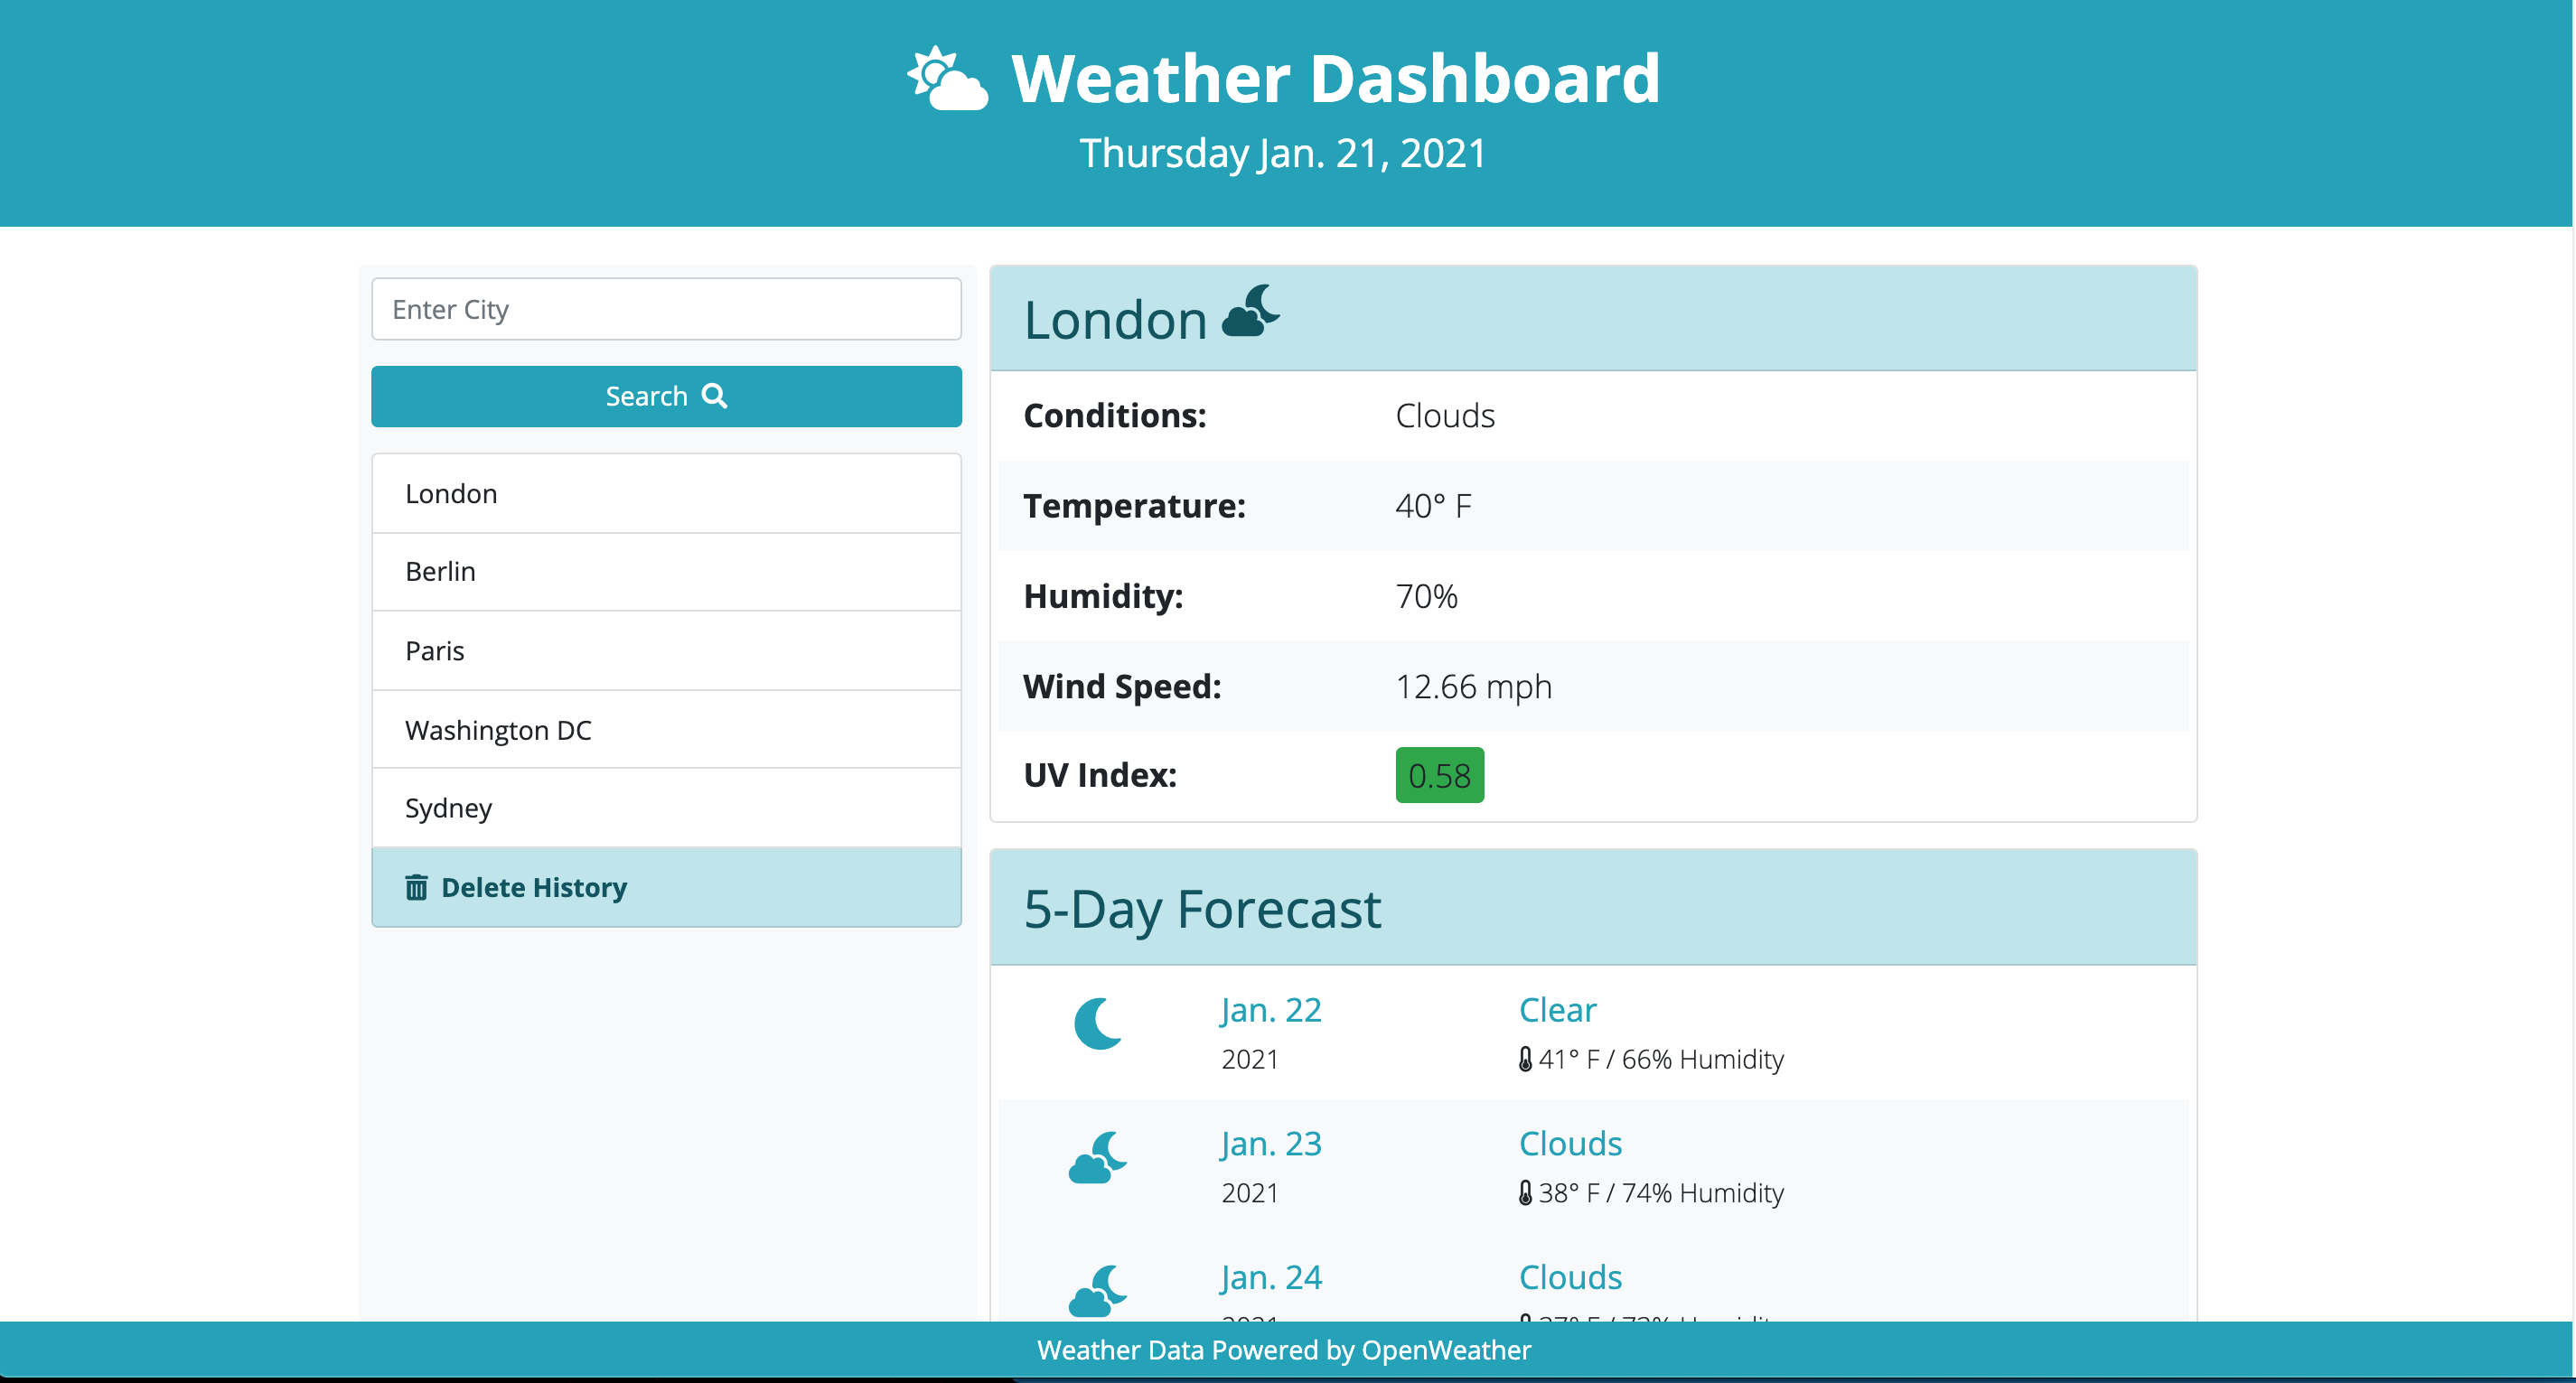 Weather Dashboard
Thursday Jan. 21, 2021
Enter City
Search
London
Berlin
Paris
Washington DC
Sydney
Delete History
London
Conditions: Clouds
Temperature: 40° F
Humidity: 70%
Wind Speed: 12.66 mph
UV Index: 0.58
5-Day Forecast
Jan. 22 Clear
2021 41° F / 66% Humidity
Jan. 23 Clouds
2021 38° F / 74% Humidity
Jan. 24 Clouds
Weather Data Powered by OpenWeather